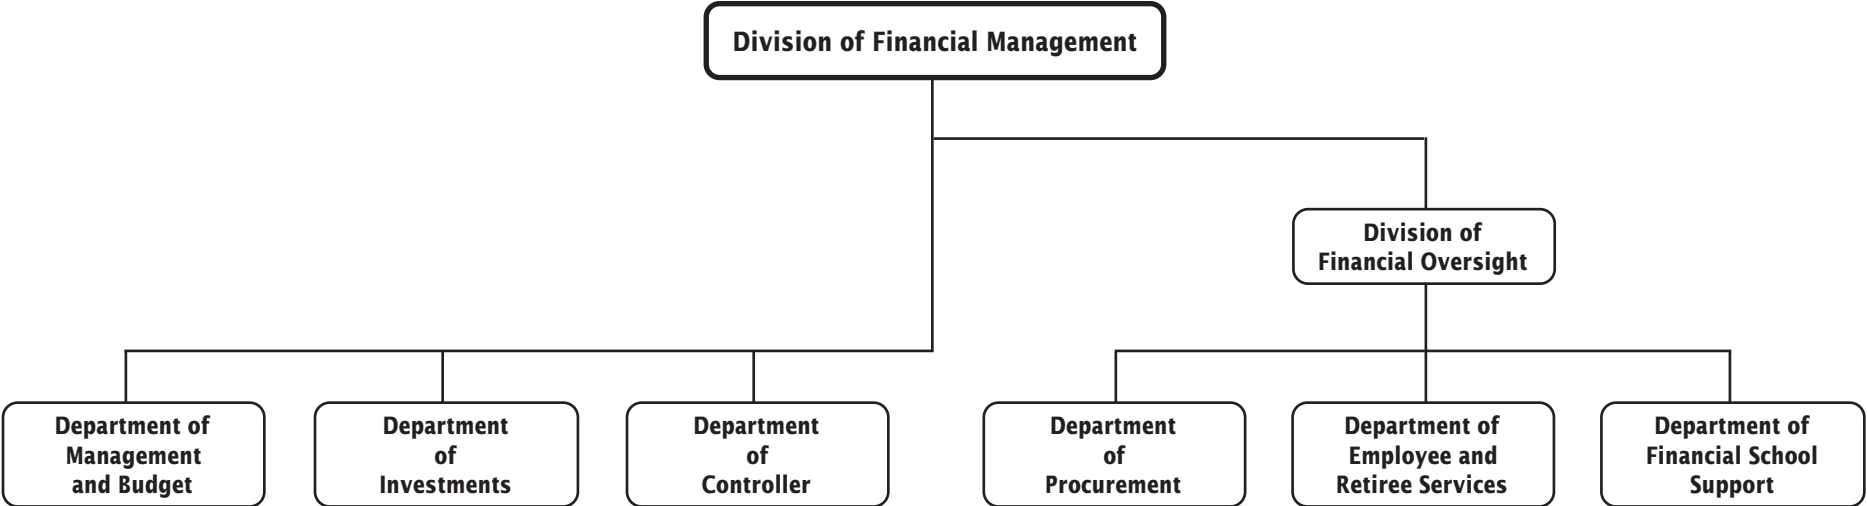 Division of Financial Management
Division of
Financial Oversight
Department of
Management
and Budget
Department
of
Investments
Department
of
Controller
Department
of
Procurement
Department of
Employee and
Retiree Services
Department of
Financial School
Support